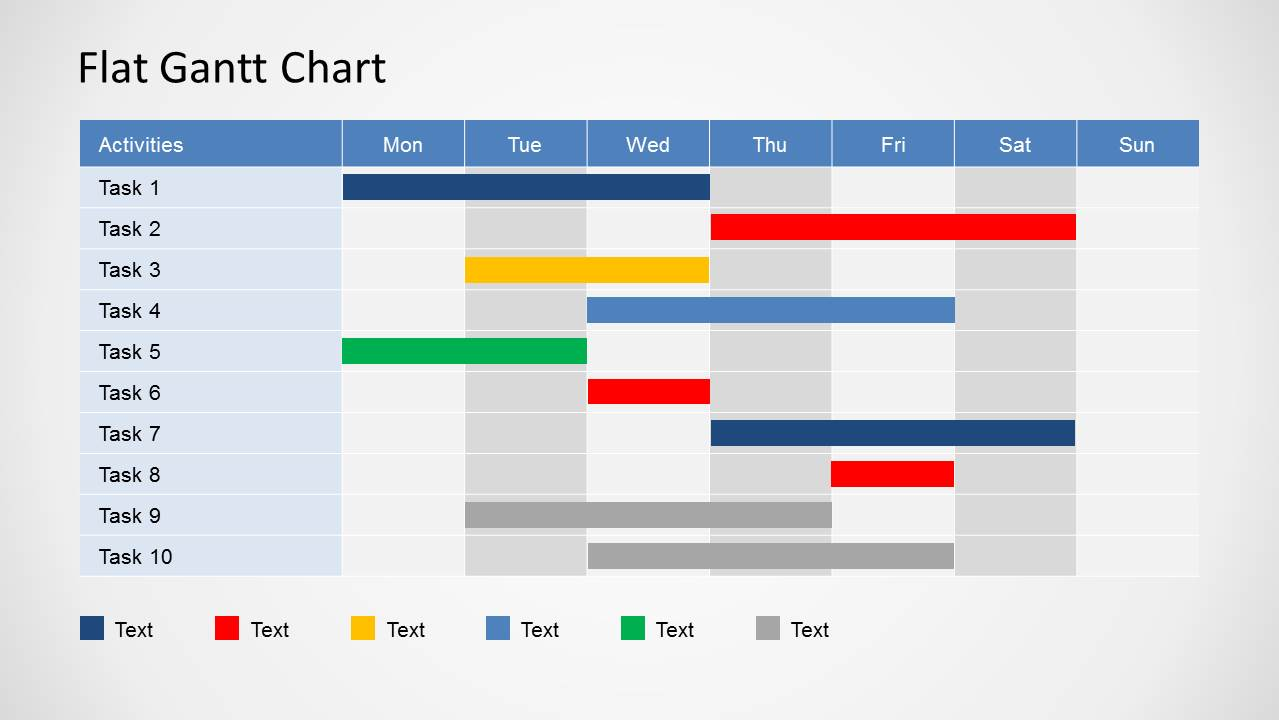 Flat Gantt Chart
Activities Mon Tue Wed Thu Fri Sat Sun
Task 1
Task 2
Task 3
Task 4
Task 5
Task 6
Task 7
Task 8
Task 9
Task 10
Text Text Text Text Text Text